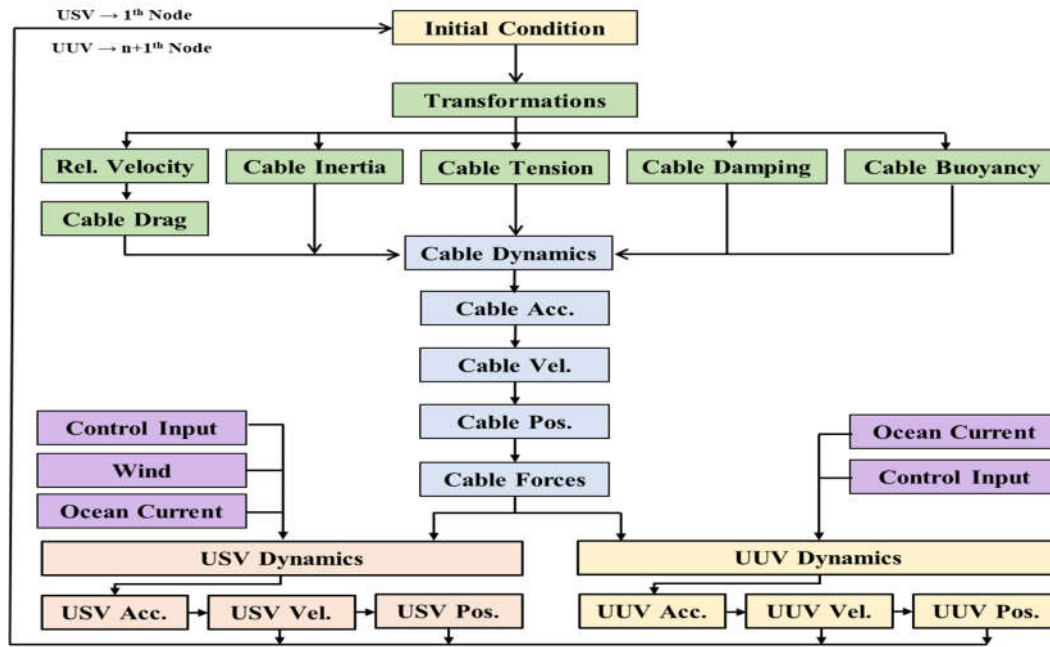 USV → 1th Node
UUV → n+1th Node
Initial Condition
Transformations
Rel. Velocity
Cable Inertia
Cable Tension
Cable Damping
Cable Buoyancy
Cable Drag
Cable Dynamics
Cable Acc.
Cable Vel.
Cable Pos.
Cable Forces
Control Input
Wind
Ocean Current
Ocean Current
Control Input
USV Dynamics
UUV Dynamics
USV Acc.
USV Vel.
USV Pos.
UUV Acc.
UUV Vel.
UUV Pos.